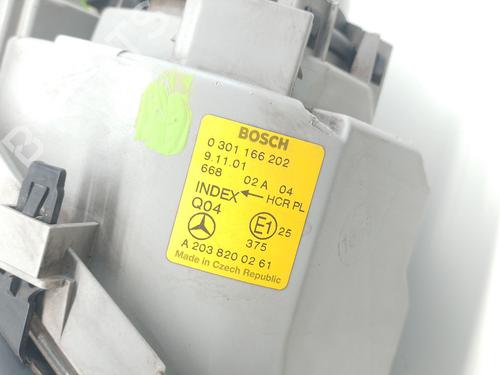 BOSCH
0 301 166 202
9.11.01 02 A 04
668 HCR PL
INDEX
Q04
E1 25
375
A 203 820 02 61
Made in Czech Republic